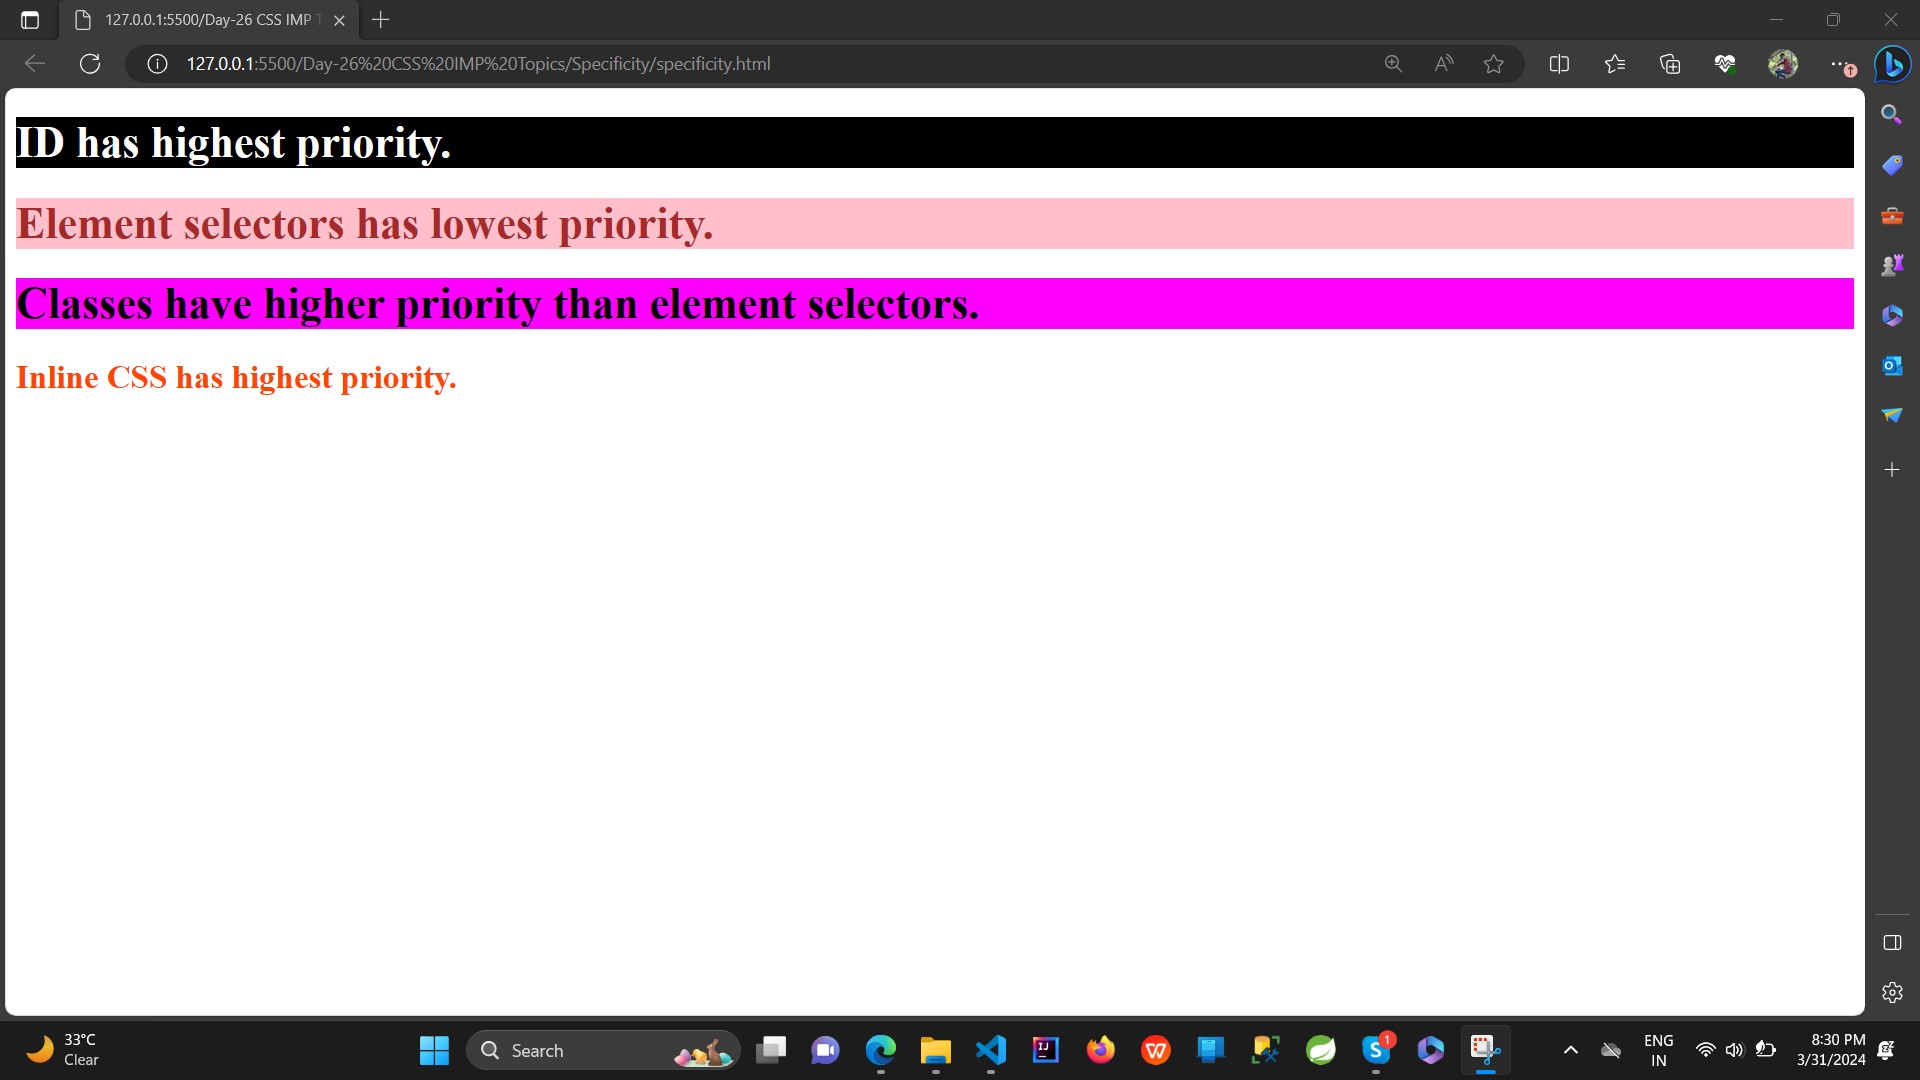 127.0.0.1:5500/Day-26 CSS IMP T
127.0.0.1:5500/Day-26%20CSS%20IMP%20Topics/Specificity/specificity.html
ID has highest priority.
Element selectors has lowest priority.
Classes have higher priority than element selectors.
Inline CSS has highest priority.
33°C
Clear
Search
1
ENG
IN
8:30 PM
3/31/2024